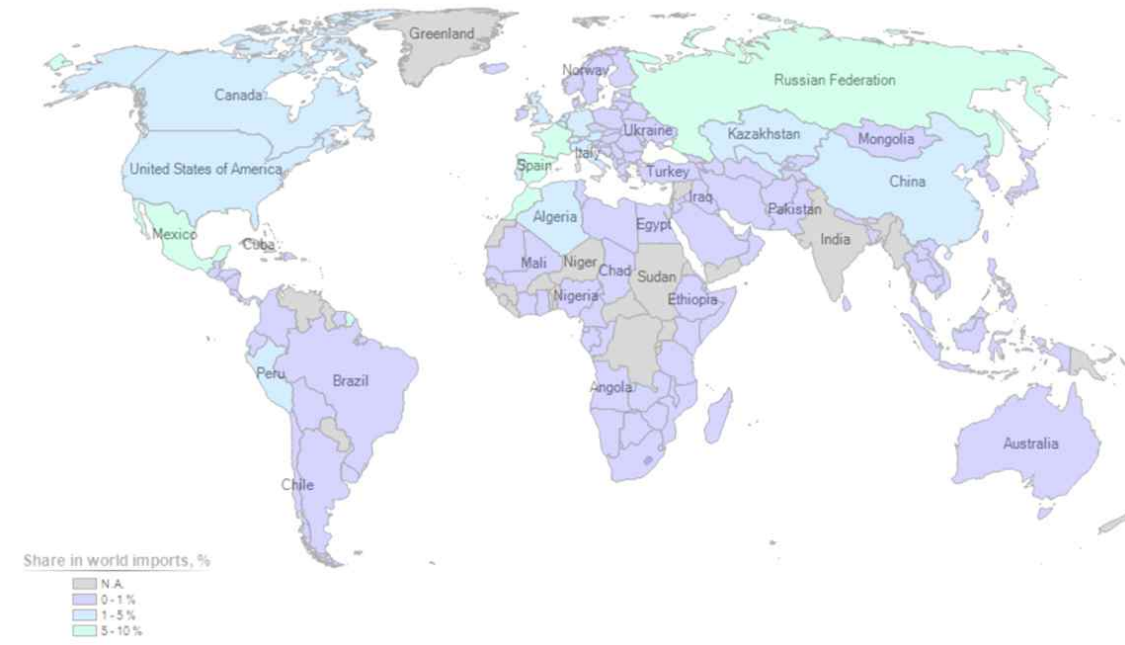 Greenland
Norway
Russian Federation
Canada
Ukraine
Kazakhstan
Mongolia
Italy
Spain
United States of America
Turkey
China
Iraq
Pakistan
Algeria
Egypt
Mexico
Cuba
India
Mali
Niger
Chad
Sudan
Nigeria
Ethiopia
Peru
Brazil
Angola
Australia
Chile
Share in world imports, %
N.A.
0-1%
1-5%
5-10%